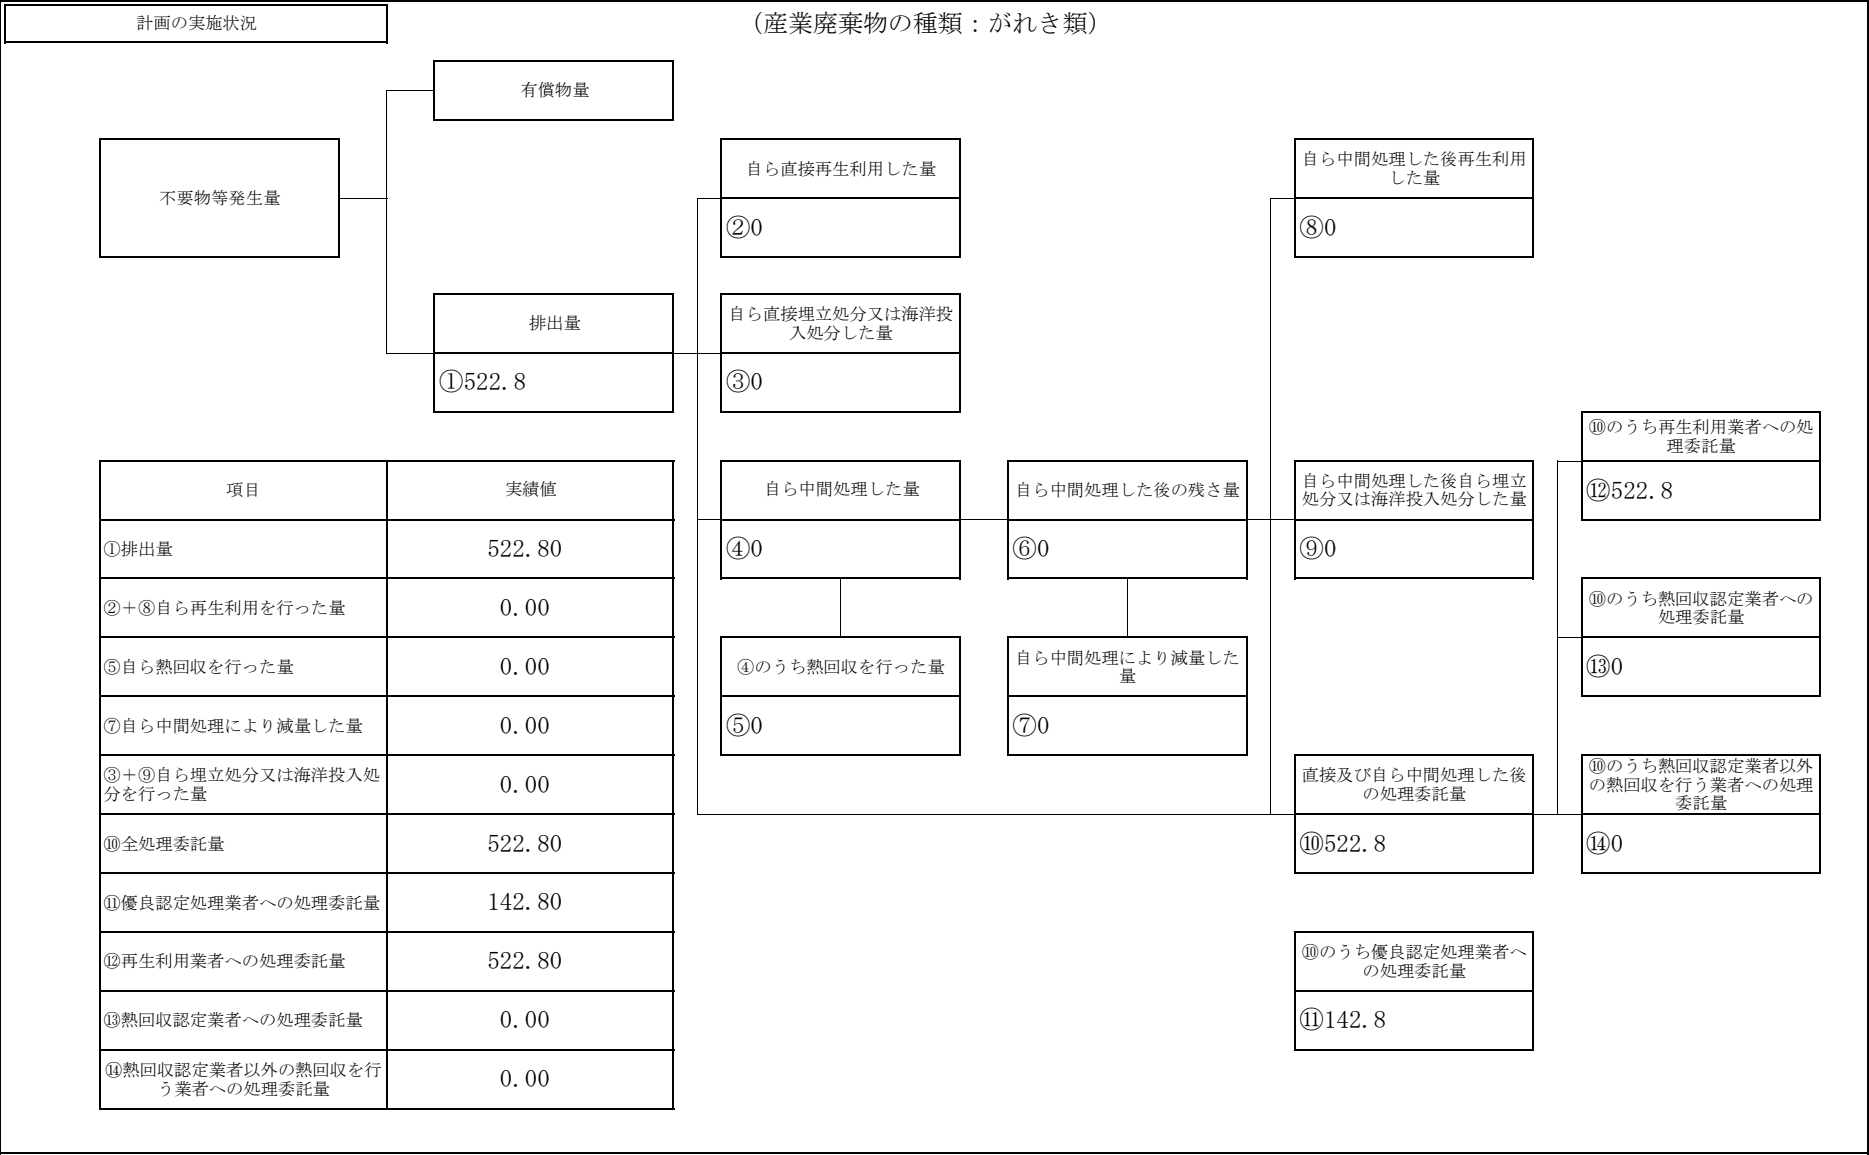 計画の実施状況
（産業廃棄物の種類：がれき類）
有償物量
不要物等発生量
排出量
①522.8
自ら直接再生利用した量
②0
自ら直接埋立処分又は海洋投
入処分した量
③0
自ら中間処理した量
④0
④のうち熱回収を行った量
⑤0
自ら中間処理した後の残さ量
⑥0
自ら中間処理により減量した
量
⑦0
自ら中間処理した後再生利用
した量
⑧0
自ら中間処理した後自ら埋立
処分又は海洋投入処分した量
⑨0
直接及び自ら中間処理した後
の処理委託量
⑩522.8
⑩のうち優良認定処理業者へ
の処理委託量
⑪142.8
⑩のうち再生利用業者への処
理委託量
⑫522.8
⑩のうち熱回収認定業者への
処理委託量
⑬0
⑩のうち熱回収認定業者以外
の熱回収を行う業者への処理
委託量
⑭0
項目 実績値
①排出量 522.80
②＋⑧自ら再生利用を行った量 0.00
⑤自ら熱回収を行った量 0.00
⑦自ら中間処理により減量した量 0.00
③＋⑨自ら埋立処分又は海洋投入処
分を行った量 0.00
⑩全処理委託量 522.80
⑪優良認定処理業者への処理委託量 142.80
⑫再生利用業者への処理委託量 522.80
⑬熱回収認定業者への処理委託量 0.00
⑭熱回収認定業者以外の熱回収を行
う業者への処理委託量 0.00